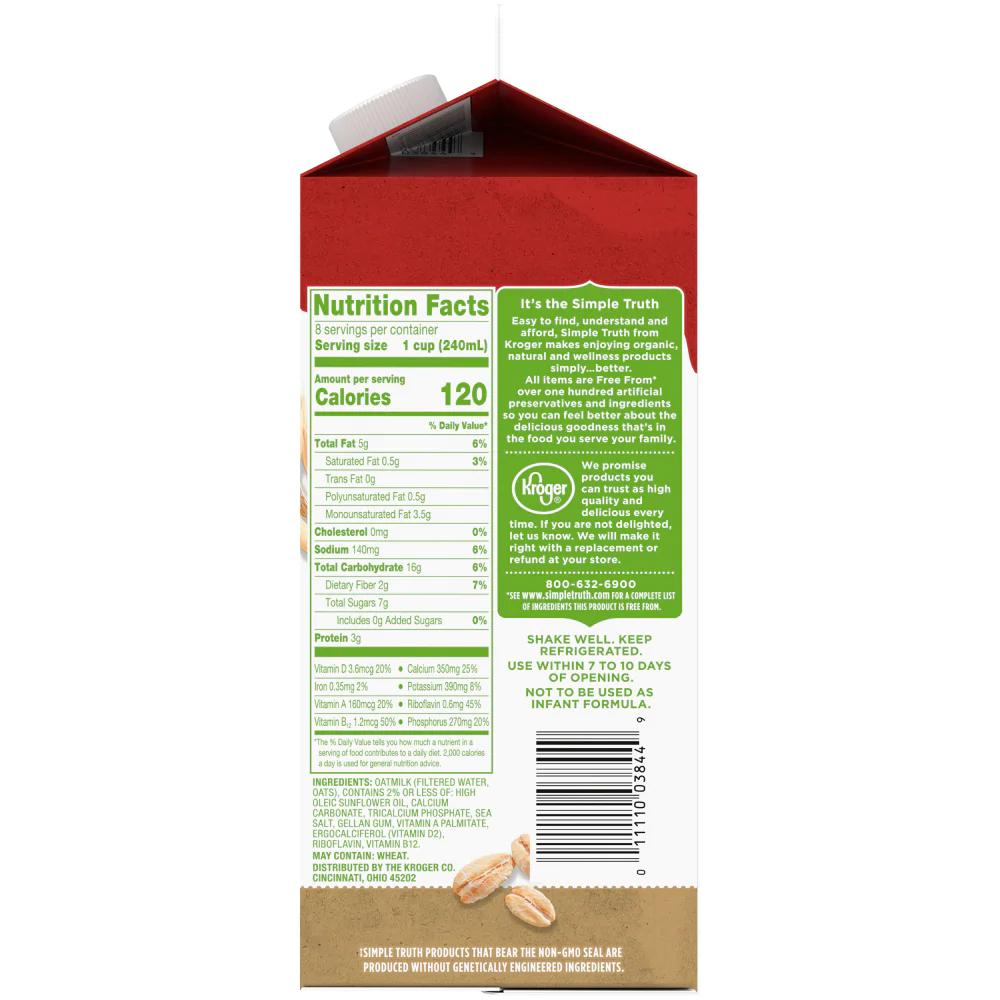 Nutrition Facts
8 servings per container
Serving size 1 cup (240mL)
Amount per serving
Calories 120
% Daily Value*
Total Fat 5g 6%
Saturated Fat 0.5g 3%
Trans Fat 0g
Polyunsaturated Fat 0.5g
Monounsaturated Fat 3.5g
Cholesterol 0mg 0%
Sodium 140mg 6%
Total Carbohydrate 16g 6%
Dietary Fiber 2g 7%
Total Sugars 7g
Includes 0g Added Sugars 0%
Protein 3g
Vitamin D 3.6mcg 20% • Calcium 350mg 25%
Iron 0.35mg 2% • Potassium 390mg 8%
Vitamin A 160mcg 20% • Riboflavin 0.6mg 45%
Vitamin B12 1.2mcg 50% • Phosphorus 270mg 20%
*The % Daily Value tells you how much a nutrient in a
serving of food contributes to a daily diet. 2,000 calories
a day is used for general nutrition advice.
INGREDIENTS: OATMILK (FILTERED WATER,
OATS), CONTAINS 2% OR LESS OF: HIGH
OLEIC SUNFLOWER OIL, CALCIUM
CARBONATE, TRICALCIUM PHOSPHATE, SEA
SALT, GELLAN GUM, VITAMIN A PALMITATE,
ERGOCALCIFEROL (VITAMIN D2),
RIBOFLAVIN, VITAMIN B12.
MAY CONTAIN: WHEAT.
DISTRIBUTED BY THE KROGER CO.
CINCINNATI, OHIO 45202
It's the Simple Truth
Easy to find, understand and
afford, Simple Truth from
Kroger makes enjoying organic,
natural and wellness products
simply...better.
All items are Free From*
over one hundred artificial
preservatives and ingredients
so you can feel better about the
delicious goodness that's in
the food you serve your family.
Kroger®
We promise
products you
can trust as high
quality and
delicious every
time. If you are not delighted,
let us know. We will make it
right with a replacement or
refund at your store.
800-632-6900
*SEE www.simpletruth.com FOR A COMPLETE LIST
OF INGREDIENTS THIS PRODUCT IS FREE FROM.
SHAKE WELL. KEEP
REFRIGERATED.
USE WITHIN 7 TO 10 DAYS
OF OPENING.
NOT TO BE USED AS
INFANT FORMULA.
0 11110 03844 9
‡SIMPLE TRUTH PRODUCTS THAT BEAR THE NON-GMO SEAL ARE
PRODUCED WITHOUT GENETICALLY ENGINEERED INGREDIENTS.